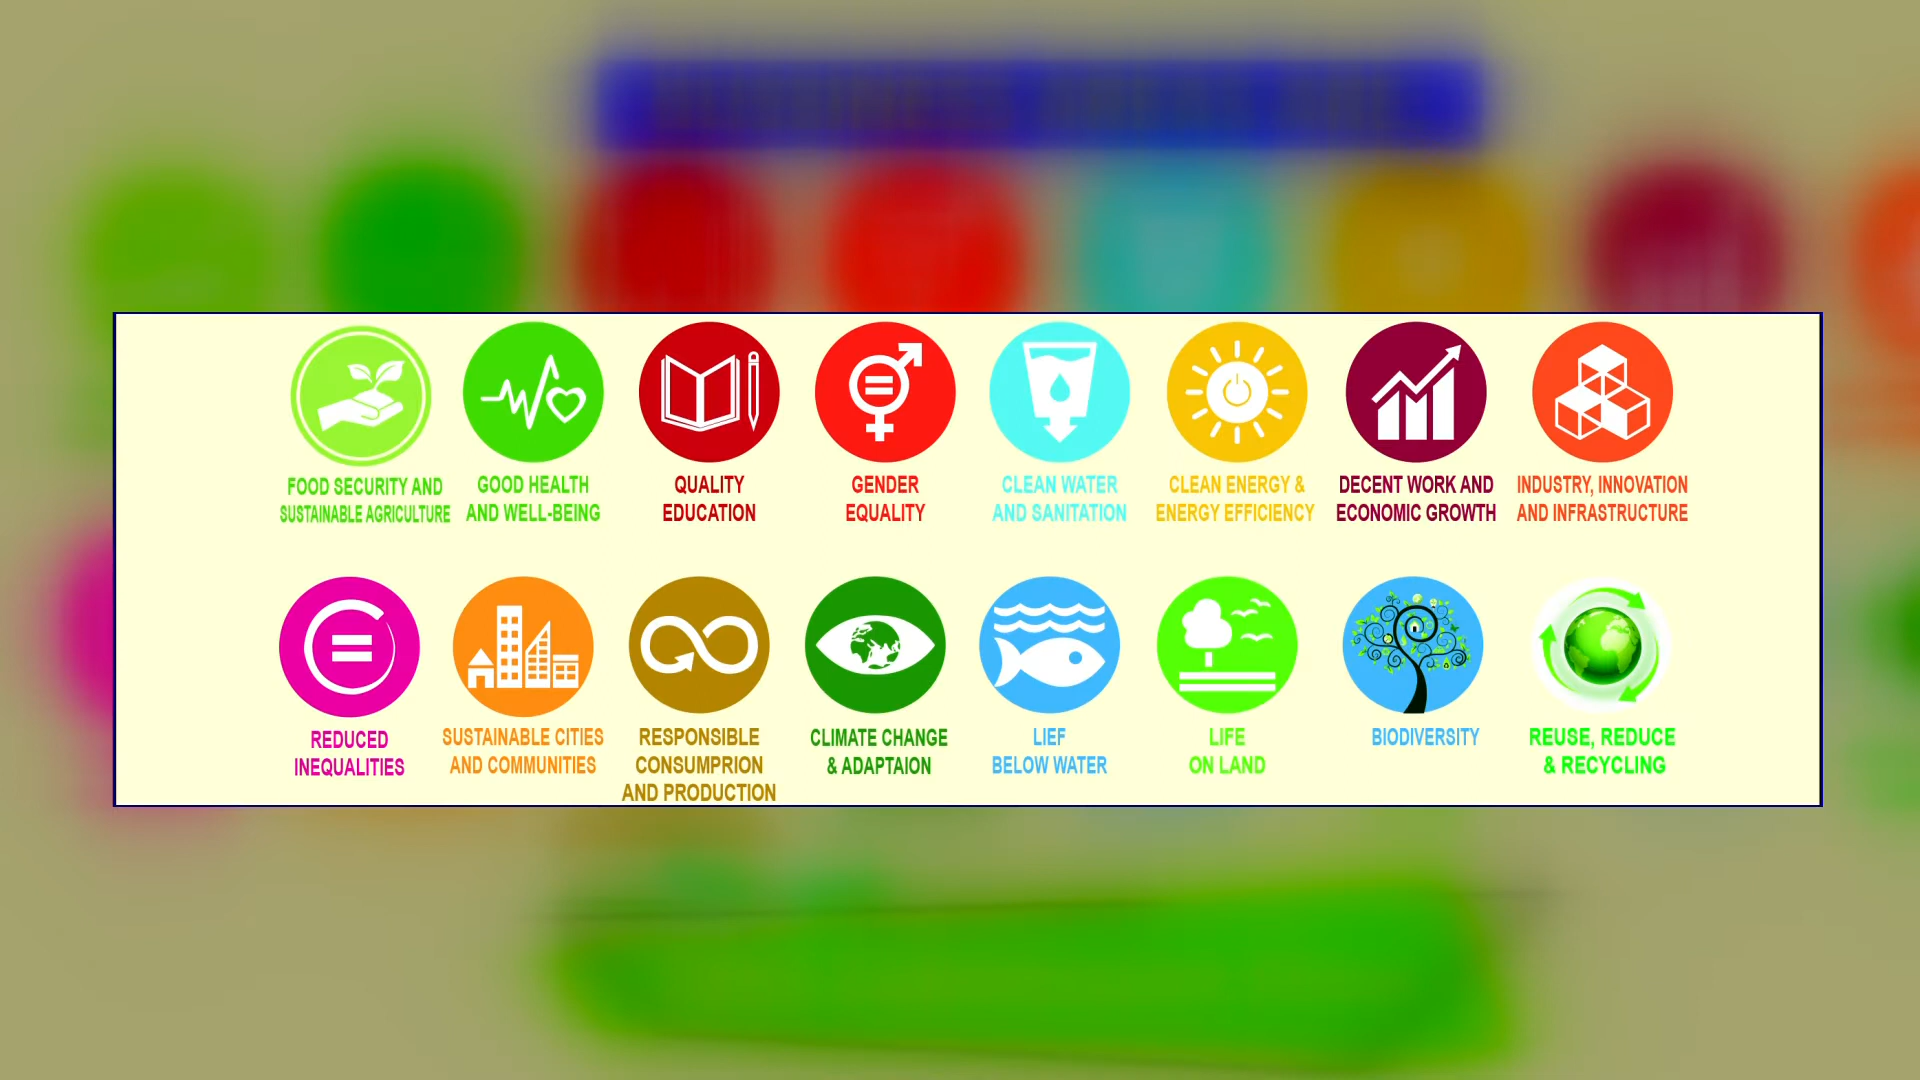 FOOD SECURITY AND
SUSTAINABLE AGRICULTURE
GOOD HEALTH
AND WELL-BEING
QUALITY
EDUCATION
GENDER
EQUALITY
CLEAN WATER
AND SANITATION
CLEAN ENERGY &
ENERGY EFFICIENCY
DECENT WORK AND
ECONOMIC GROWTH
INDUSTRY, INNOVATION
AND INFRASTRUCTURE
REDUCED
INEQUALITIES
SUSTAINABLE CITIES
AND COMMUNITIES
RESPONSIBLE
CONSUMPRION
AND PRODUCTION
CLIMATE CHANGE
& ADAPTAION
LIEF
BELOW WATER
LIFE
ON LAND
BIODIVERSITY
REUSE, REDUCE
& RECYCLING